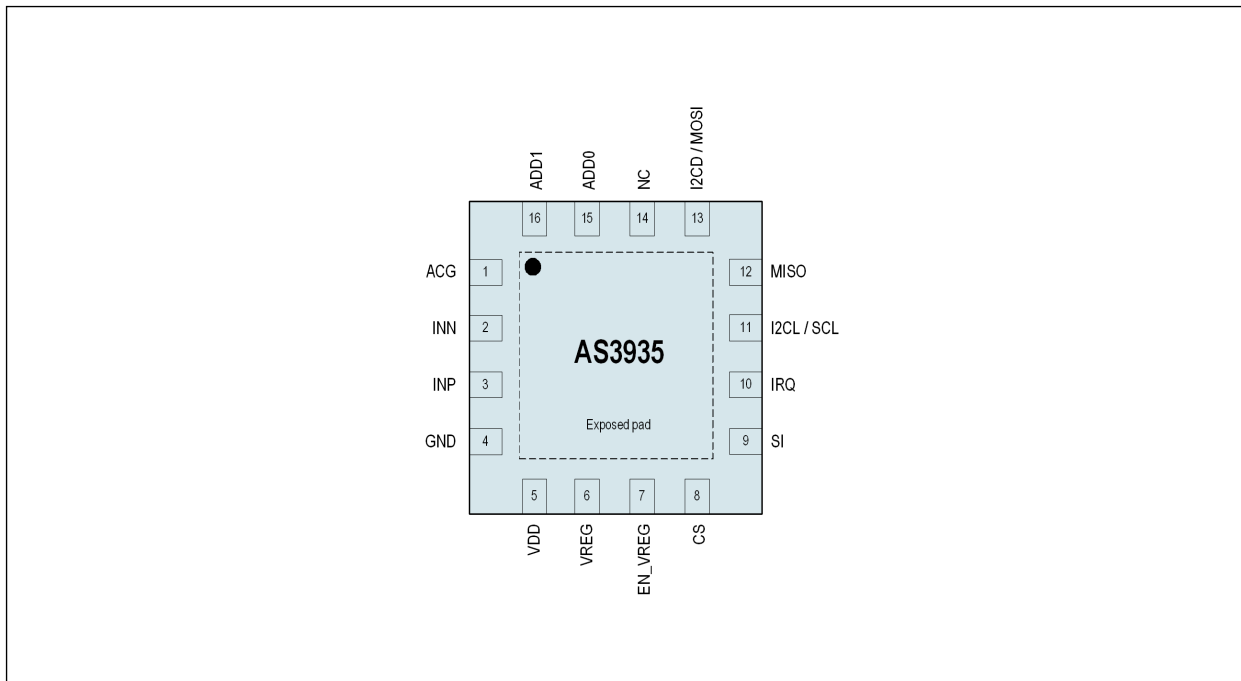 ADD1
ADD0
NC
I2CD / MOSI
16
15
14
13
ACG 1
12 MISO
INN 2
11 I2CL / SCL
AS3935
INP 3
10 IRQ
Exposed pad
GND 4
9 SI
5
6
7
8
VDD
VREG
EN_VREG
CS